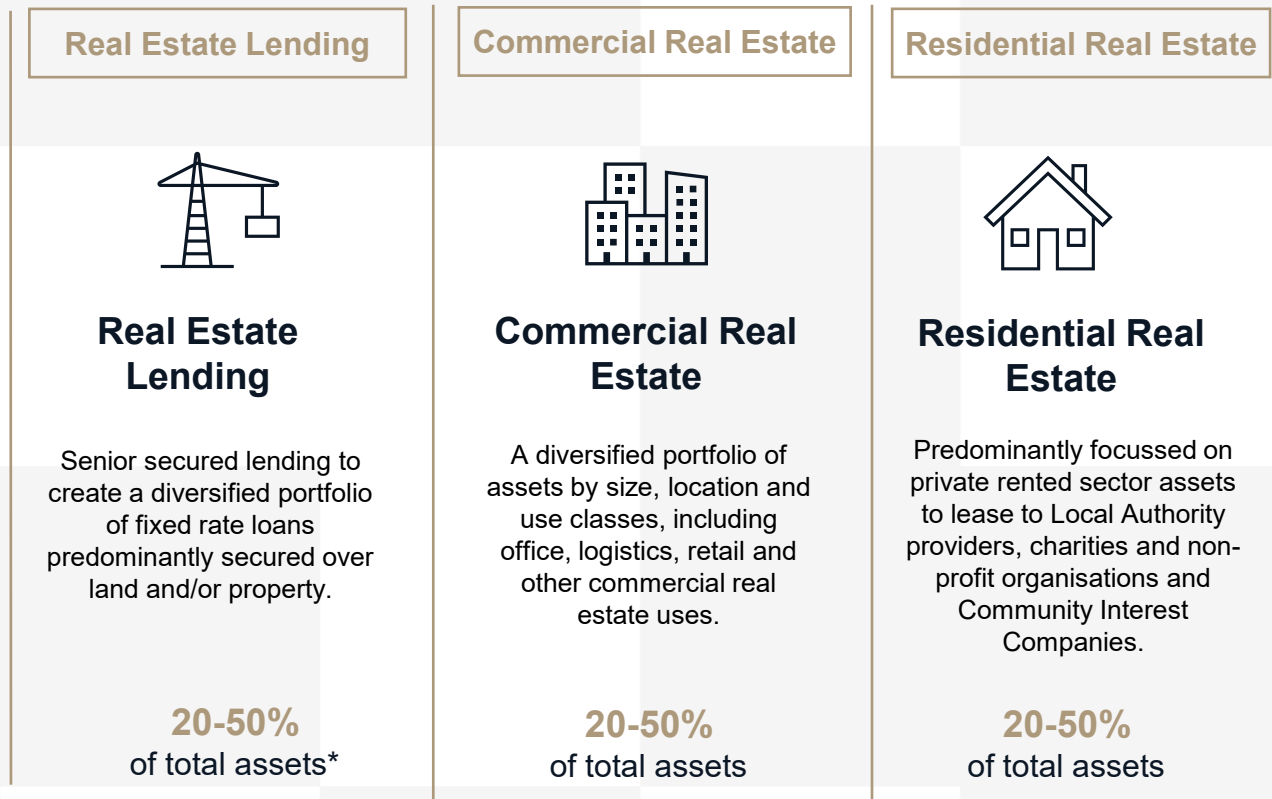 Real Estate Lending
Real Estate
Lending
Senior secured lending to
create a diversified portfolio
of fixed rate loans
predominantly secured over
land and/or property.
20-50%
of total assets*
Commercial Real Estate
Commercial Real
Estate
A diversified portfolio of
assets by size, location and
use classes, including
office, logistics, retail and
other commercial real
estate uses.
20-50%
of total assets
Residential Real Estate
Residential Real
Estate
Predominantly focussed on
private rented sector assets
to lease to Local Authority
providers, charities and non-
profit organisations and
Community Interest
Companies.
20-50%
of total assets